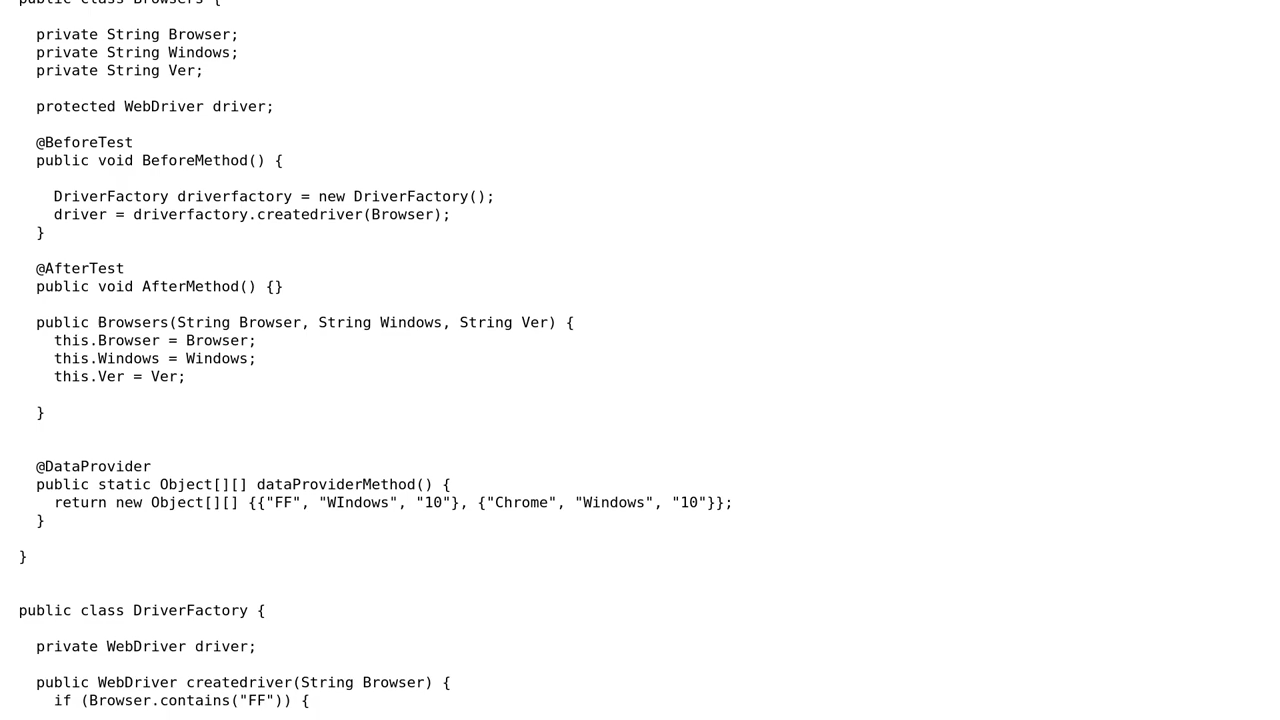 public class Browsers {
private String Browser;
private String Windows;
private String Ver;
protected WebDriver driver;
@BeforeTest
public void BeforeMethod() {
DriverFactory driverfactory = new DriverFactory();
driver = driverfactory.createdriver(Browser);
}
@AfterTest
public void AfterMethod() {}
public Browsers(String Browser, String Windows, String Ver) {
this.Browser = Browser;
this.Windows = Windows;
this.Ver = Ver;
}
@DataProvider
public static Object[][] dataProviderMethod() {
return new Object[][] {{"FF", "WIndows", "10"}, {"Chrome", "Windows", "10"}};
}
}
public class DriverFactory {
private WebDriver driver;
public WebDriver createdriver(String Browser) {
if (Browser.contains("FF")) {